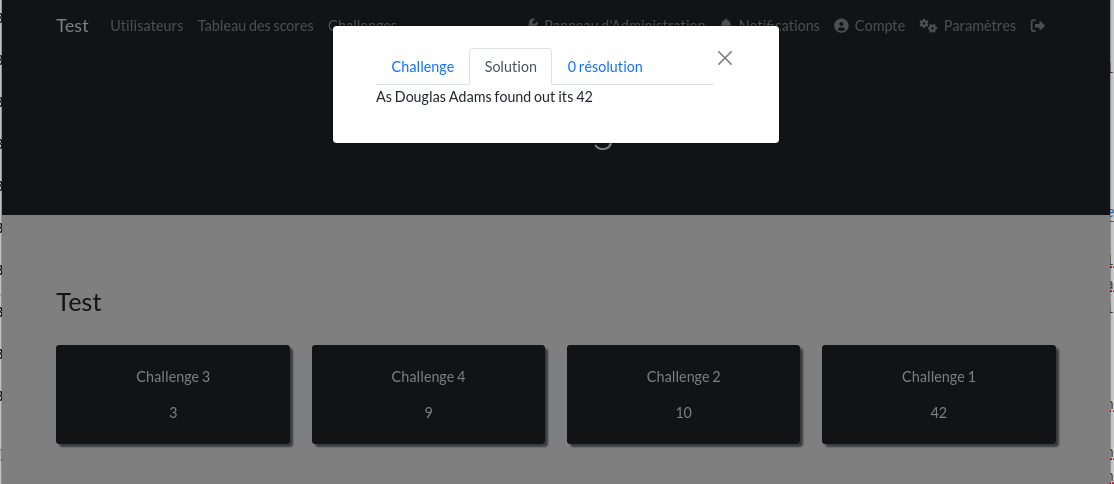 Test Utilisateurs Tableau des scores Challenges Panneau d'Administration Notifications Compte Paramètres
Challenge Solution 0 résolution
As Douglas Adams found out its 42
Test
Challenge 3 Challenge 4 Challenge 2 Challenge 1
3 9 10 42